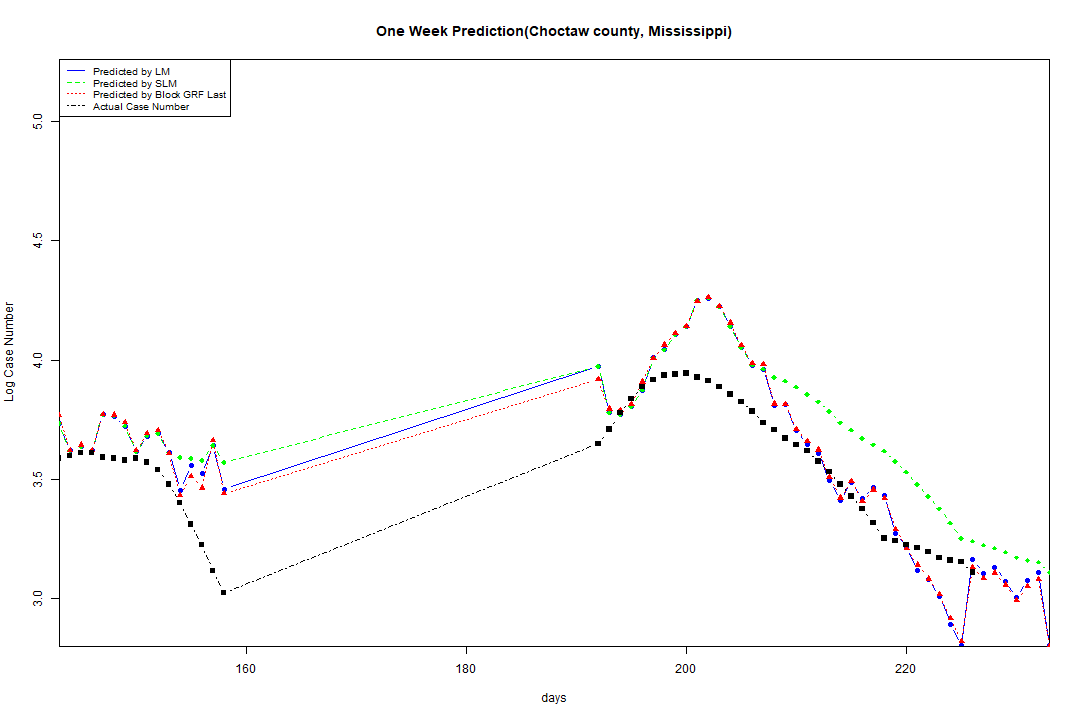 One Week Prediction(Choctaw county, Mississippi)
Predicted by LM
Predicted by SLM
Predicted by Block GRF Last
Actual Case Number
Log Case Number
5.0
4.5
4.0
3.5
3.0
160 180 200 220
days